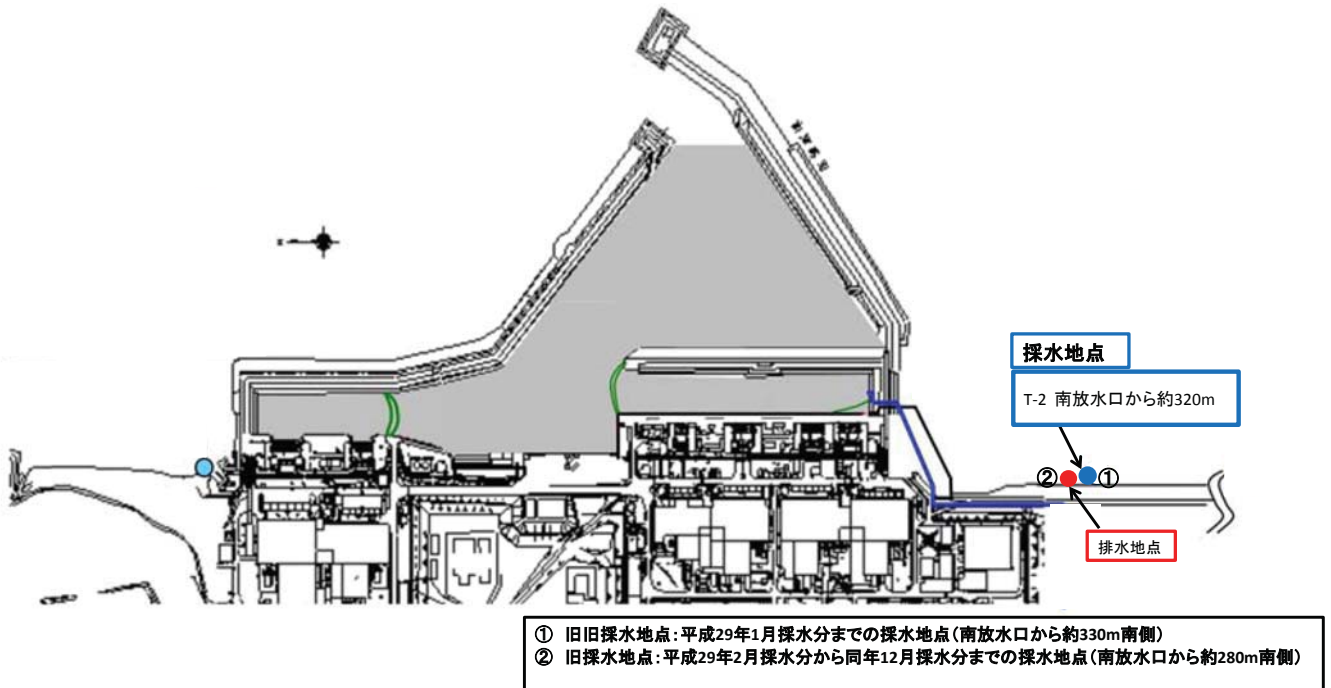 採水地点
T-2 南放水口から約320m
② ①
排水地点
① 旧旧採水地点:平成29年1月採水分までの採水地点(南放水口から約330m南側)
② 旧採水地点:平成29年2月採水分から同年12月採水分までの採水地点(南放水口から約280m南側)